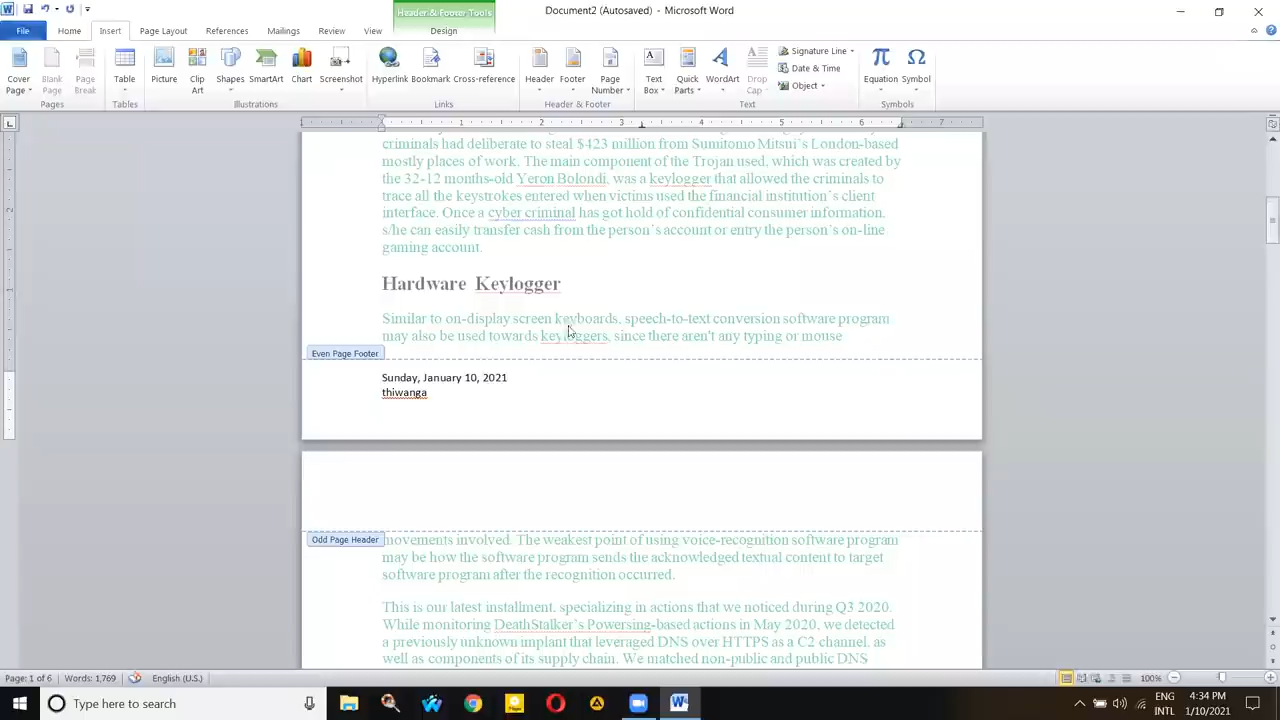 Header & Footer Tools
Document2 (Autosaved) - Microsoft Word
File Home Insert Page Layout References Mailings Review View Design
Cover Page
Blank Page
Page Break
Table
Picture
Clip Art
Shapes
SmartArt
Chart
Screenshot
Hyperlink
Bookmark
Cross-reference
Header
Footer
Page Number
Text Box
Quick Parts
WordArt
Drop Cap
Signature Line
Date & Time
Object
Equation
Symbol
Pages Tables Illustrations Links Header & Footer Text Symbols
1 2 3 4 5 6 7
criminals had deliberate to steal $423 million from Sumitomo Mitsui`s London-based
mostly places of work. The main component of the Trojan used, which was created by
the 32-12 months-old Yeron Bolondi, was a keylogger that allowed the criminals to
trace all the keystrokes entered when victims used the financial institution`s client
interface. Once a cyber criminal has got hold of confidential consumer information,
s/he can easily transfer cash from the person`s account or entry the person`s on-line
gaming account.
Hardware Keylogger
Similar to on-display screen keyboards, speech-to-text conversion software program
may also be used towards keyloggers, since there aren't any typing or mouse
Even Page Footer
Sunday, January 10, 2021
thiwanga
Odd Page Header
movements involved. The weakest point of using voice-recognition software program
may be how the software program sends the acknowledged textual content to target
software program after the recognition occurred.
This is our latest installment, specializing in actions that we noticed during Q3 2020.
While monitoring DeathStalker`s Powersing-based actions in May 2020, we detected
a previously unknown implant that leveraged DNS over HTTPS as a C2 channel, as
well as components of its supply chain. We matched non-public and public DNS
Page: 1 of 6 Words: 1,769 English (U.S.) 100%
Type here to search
ENG
INTL
4:34 PM
1/10/2021